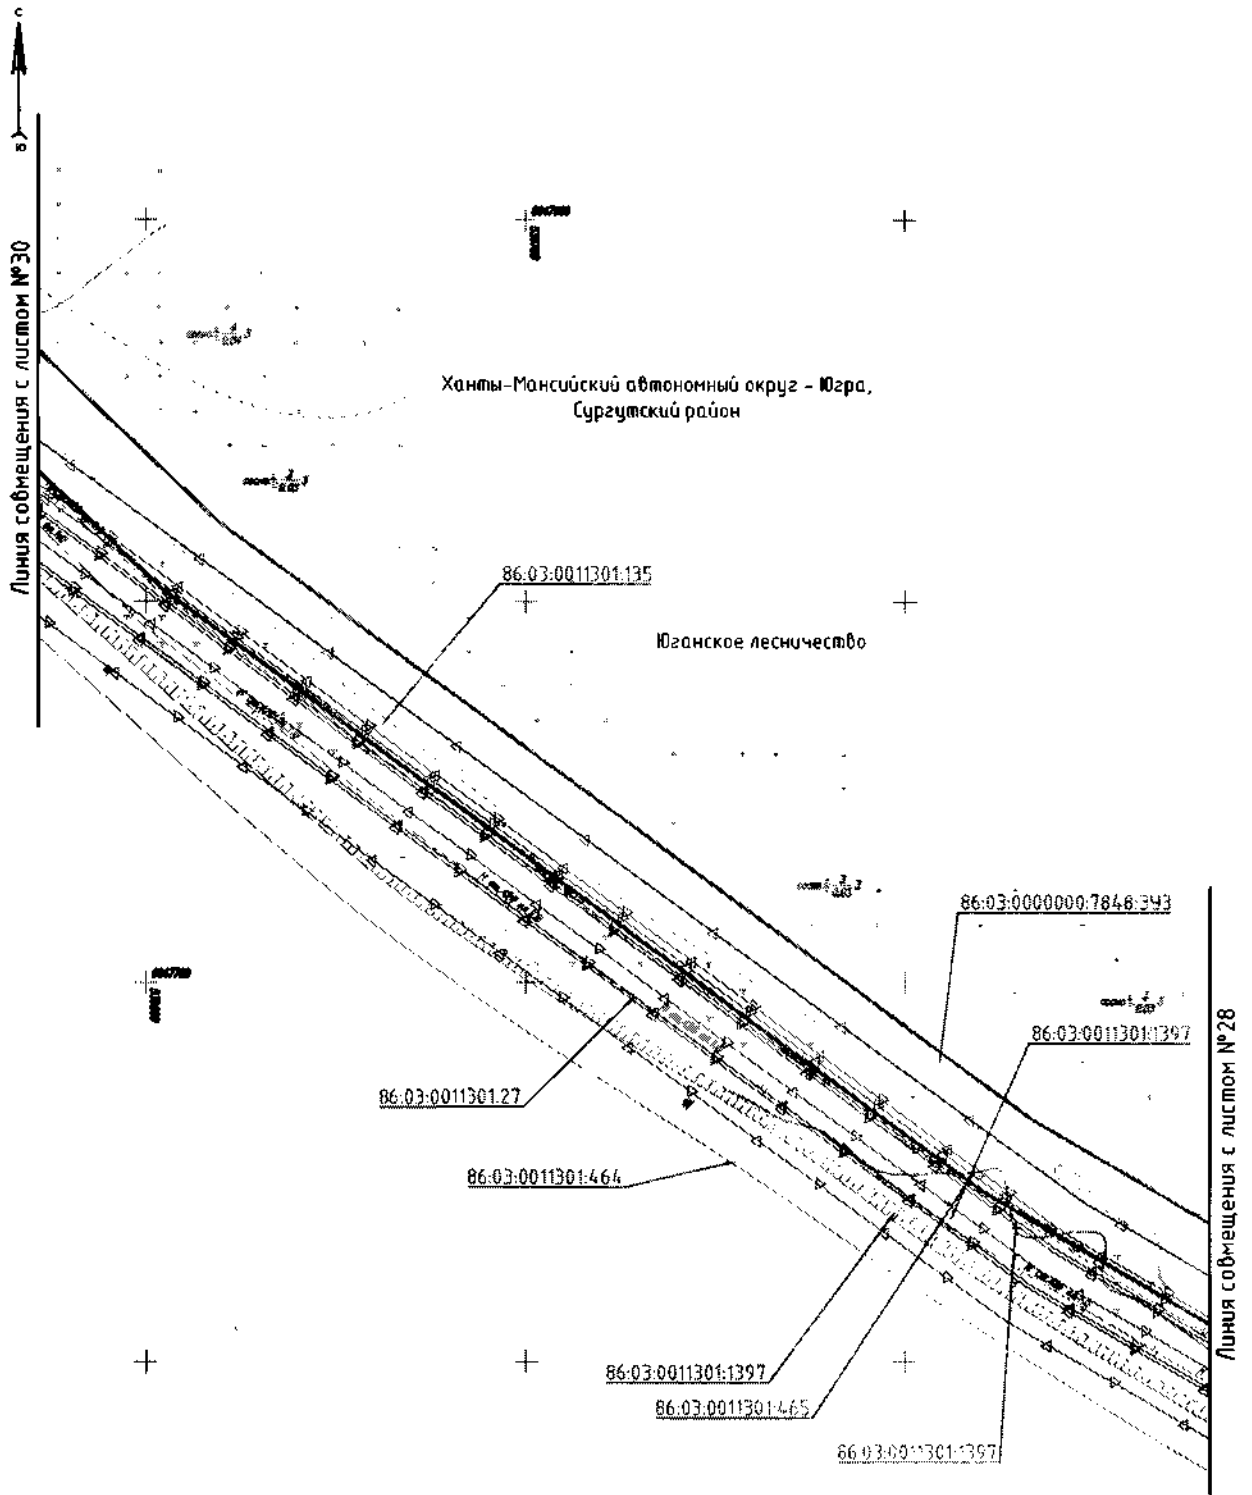 С
Линия совмещения с листом №30
Ханты-Мансийский автономный округ - Югра,
Сургутский район
86:03:0011301:135
Юганское лесничество
86:03:0000000:7848:ЗУ3
86:03:0011301:1397
86:03:0011301:27
86:03:0011301:464
Линия совмещения с листом №28
86:03:0011301:1397
86:03:0011301:465
86:03:0011301:1397